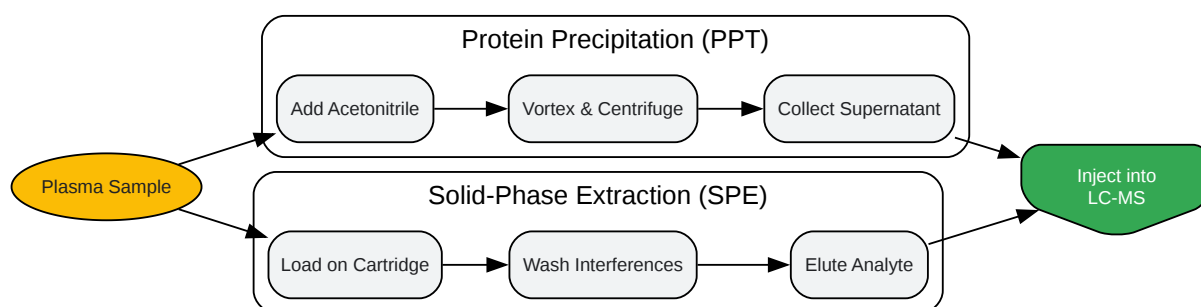 Protein Precipitation (PPT)
Add Acetonitrile
Vortex & Centrifuge
Collect Supernatant
Plasma Sample
Inject into
LC-MS
Solid-Phase Extraction (SPE)
Load on Cartridge
Wash Interferences
Elute Analyte